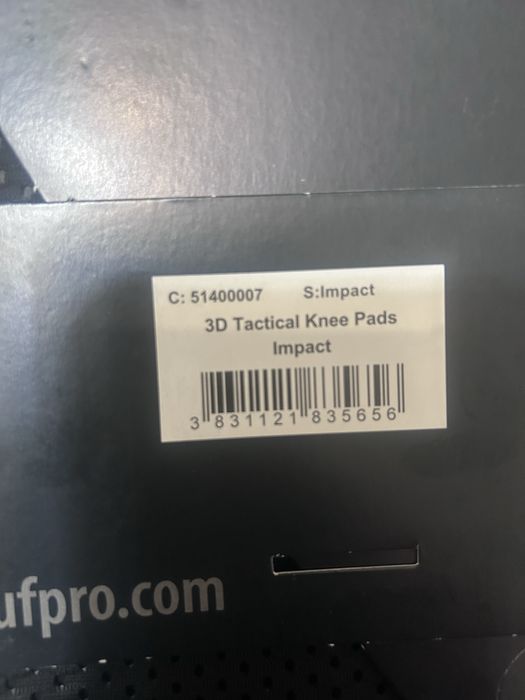 C: 51400007 S:Impact
3D Tactical Knee Pads
Impact
3 831121 835656
ufpro.com